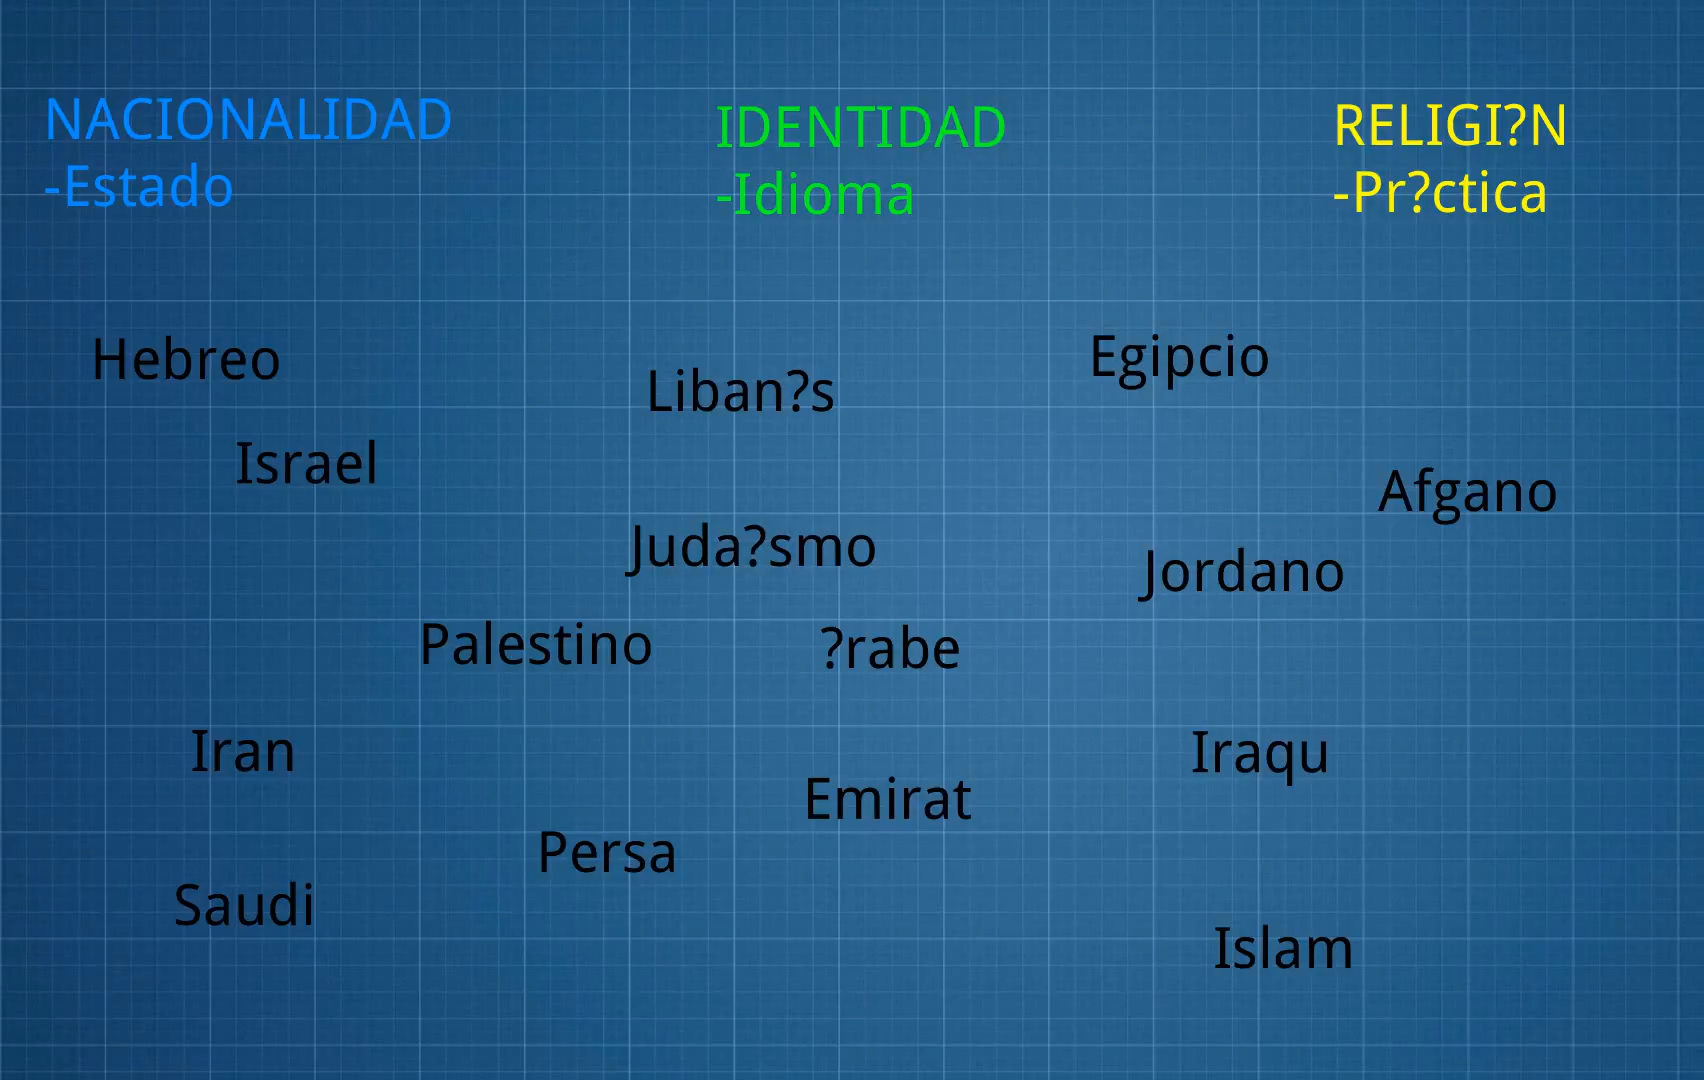 NACIONALIDAD
-Estado
IDENTIDAD
-Idioma
RELIGI?N
-Pr?ctica
Hebreo
Liban?s
Egipcio
Israel
Afgano
Juda?smo
Jordano
Palestino
?rabe
Iran
Iraqu
Emirat
Persa
Saudi
Islam